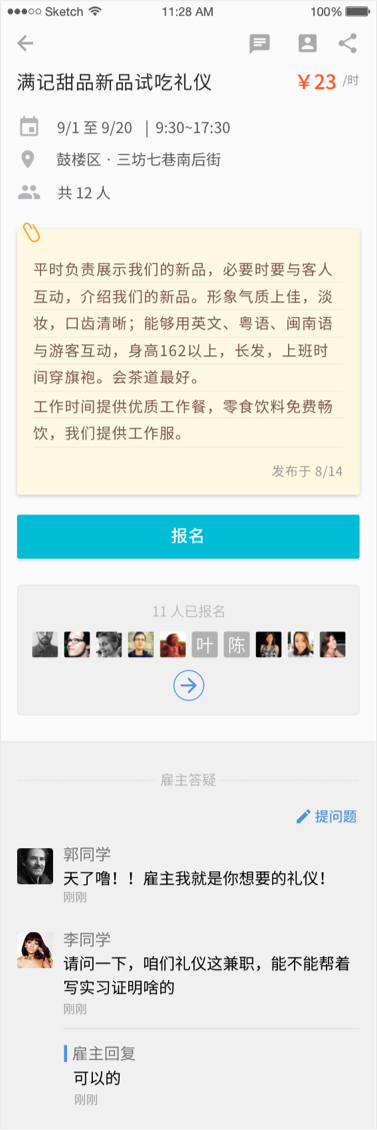 Sketch 11:28 AM 100%
满记甜品新品试吃礼仪 ￥23 /时
9/1 至 9/20 | 9:30~17:30
鼓楼区 · 三坊七巷南后街
共 12 人
平时负责展示我们的新品，必要时要与客人
互动，介绍我们的新品。形象气质上佳，淡
妆，口齿清晰；能够用英文、粤语、闽南语
与游客互动，身高162以上，长发，上班时
间穿旗袍。会茶道最好。
工作时间提供优质工作餐，零食饮料免费畅
饮，我们提供工作服。
发布于 8/14
报名
11 人已报名
叶 陈
雇主答疑
提问题
郭同学
天了噜！！雇主我就是你想要的礼仪！
刚刚
李同学
请问一下，咱们礼仪这兼职，能不能帮着
写实习证明啥的
刚刚
雇主回复
可以的
刚刚